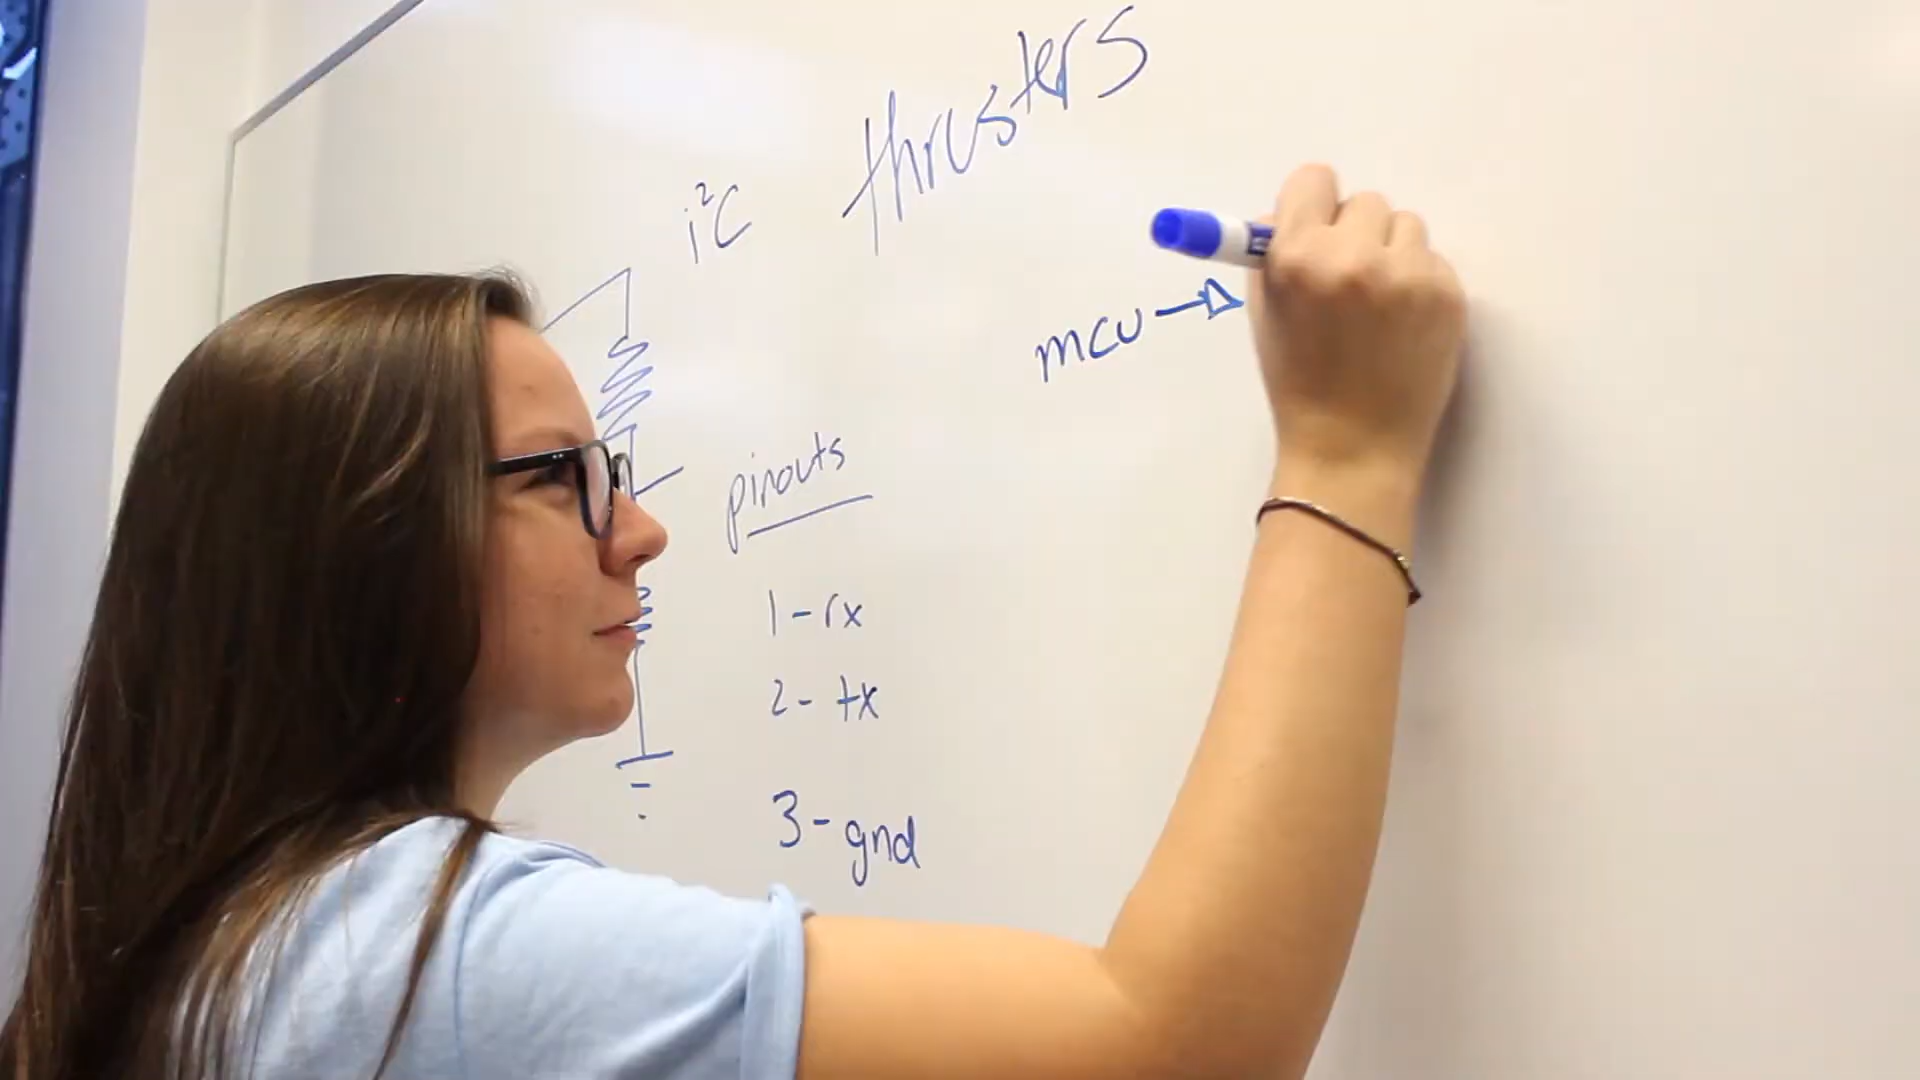 thrusters
i²C
mcu
pinouts
1-rx
2-tx
3-gnd